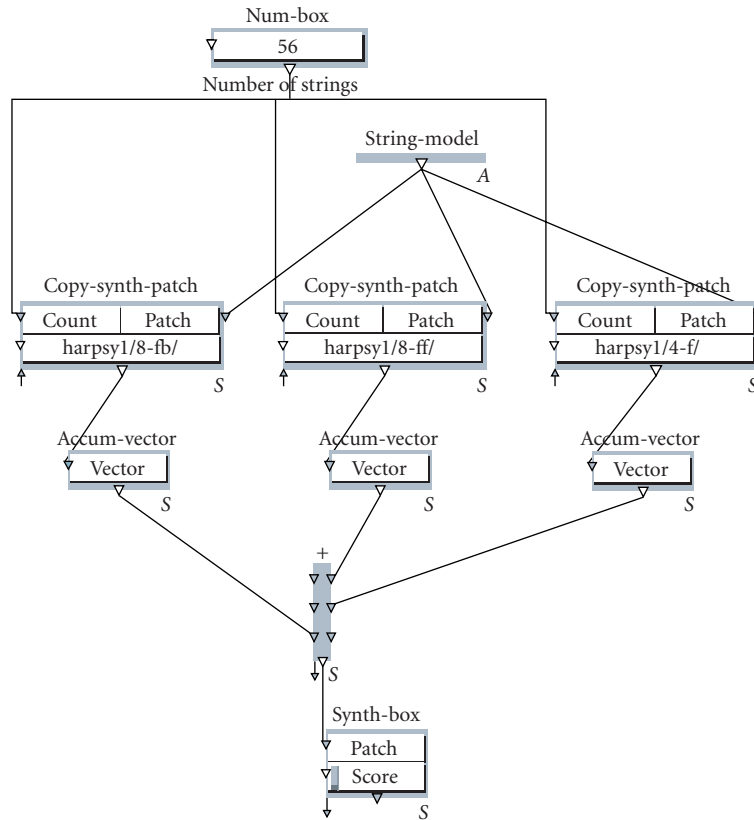 Num-box
56
Number of strings
String-model
A
Copy-synth-patch Copy-synth-patch Copy-synth-patch
Count Patch Count Patch Count Patch
harpsy1/8-fb/ harpsy1/8-ff/ harpsy1/4-f/
S S S
Accum-vector Accum-vector Accum-vector
Vector Vector Vector
S S S
+
S
Synth-box
Patch
Score
S